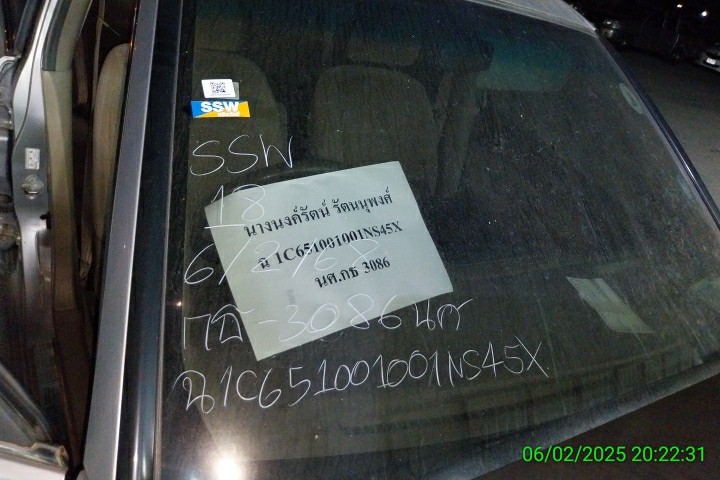 SSW
SSW
18
นางนงค์รัตน์ รัตนนุพงศ์
ฉ 1C651001001NS45X
นศ.กธ 3086
6/2/68
กธ-3086 นศ
ฉ1C651001001NS45X
06/02/2025 20:22:31